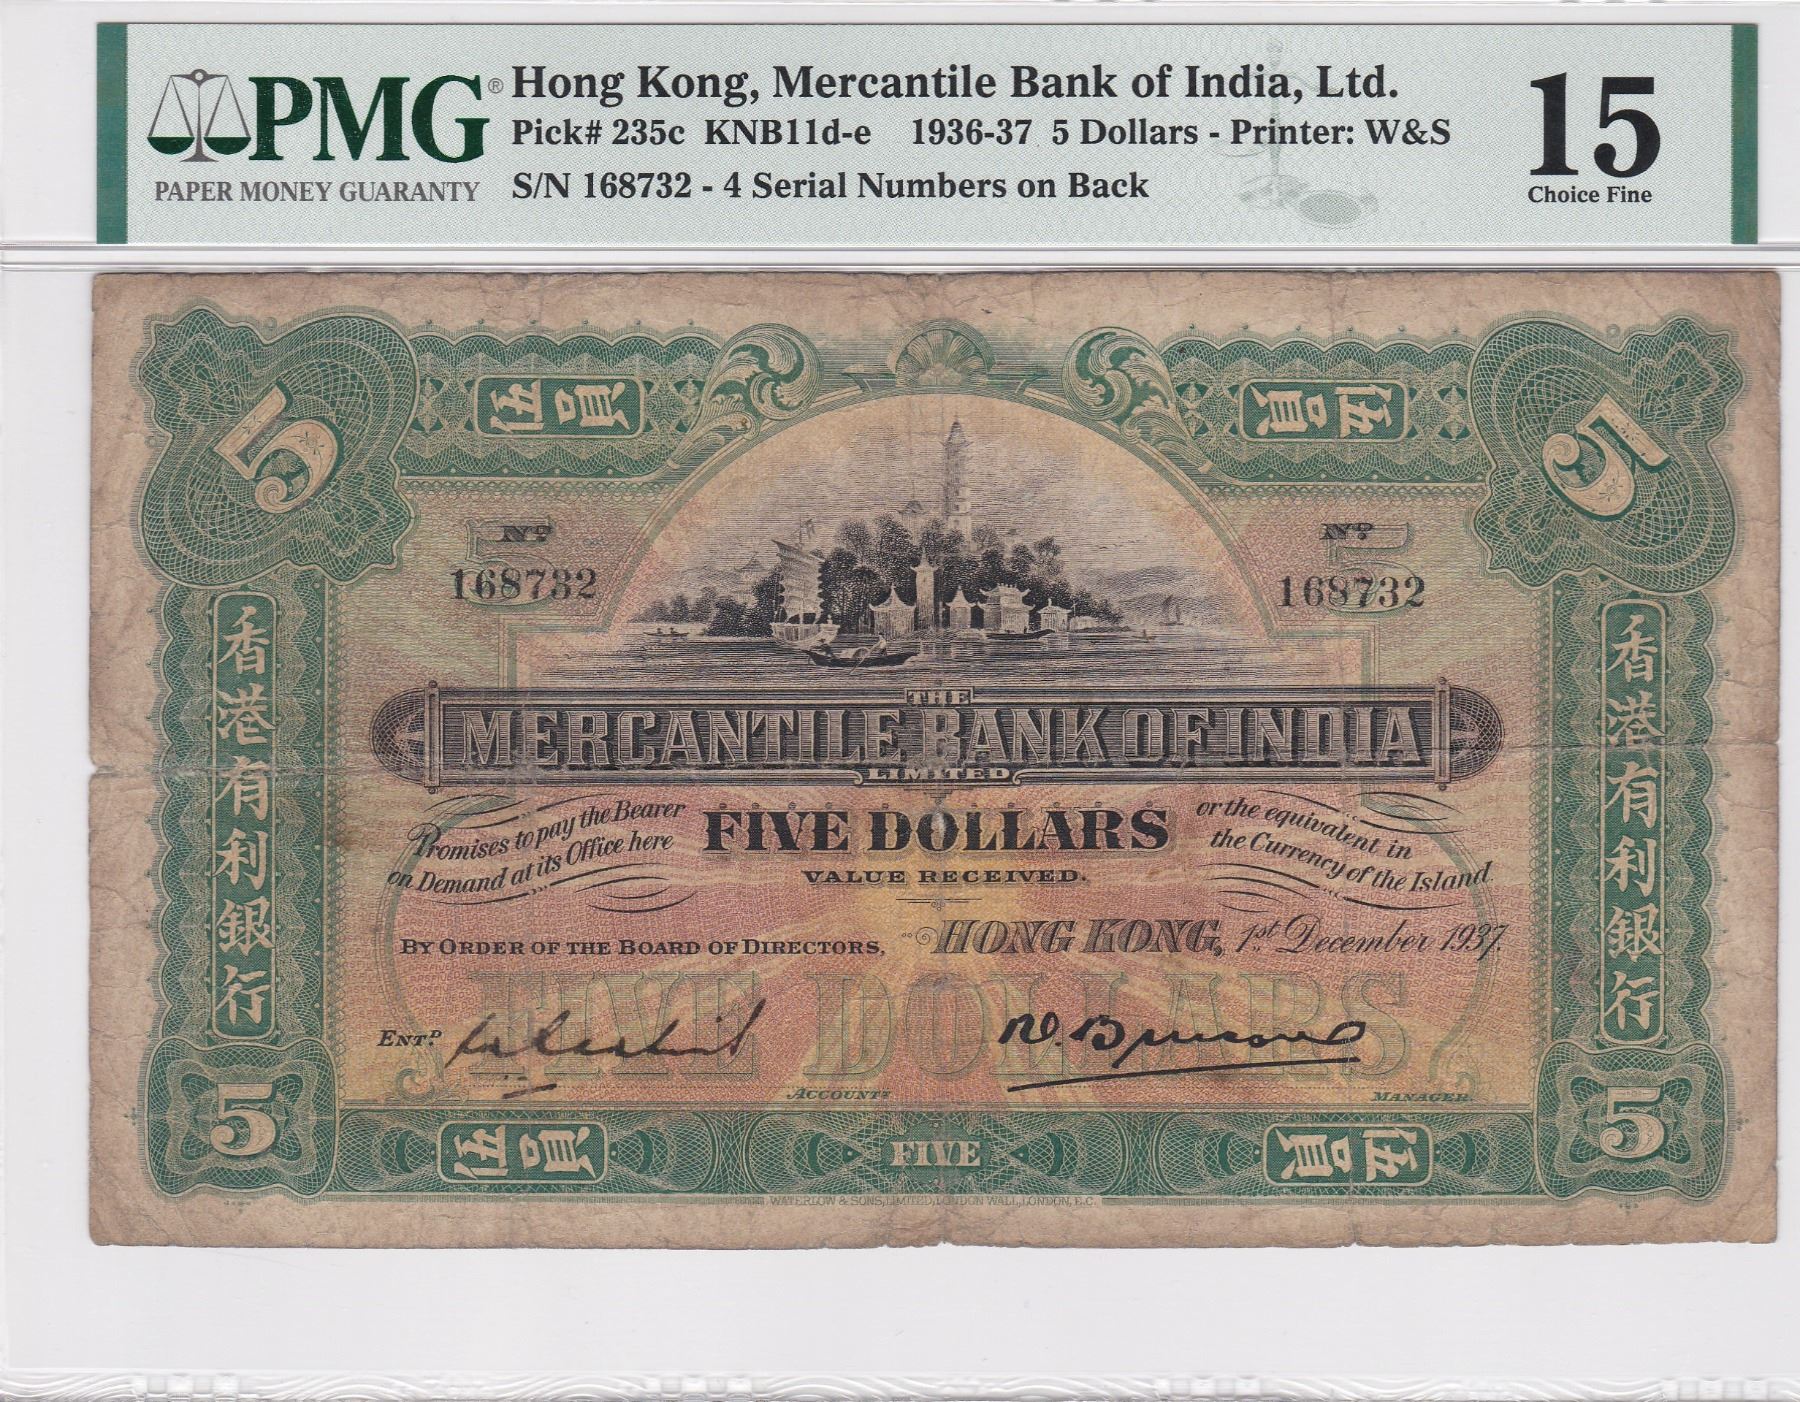 PMG®
PAPER MONEY GUARANTY
Hong Kong, Mercantile Bank of India, Ltd.
Pick# 235c KNB11d-e 1936-37 5 Dollars - Printer: W&S
S/N 168732 - 4 Serial Numbers on Back
15
Choice Fine
5 伍員 伍員 5
5 5
Nº. Nº.
168732 168732
香港有利銀行
香港有利銀行
THE
MERCANTILE BANK OF INDIA
LIMITED
Promises to pay the Bearer
on Demand at its Office here
FIVE DOLLARS
VALUE RECEIVED.
or the equivalent in
the Currency of the Island.
BY ORDER OF THE BOARD OF DIRECTORS,
HONG KONG, 1st December 1937.
FIVE DOLLARS
ENTD
ACCOUNTT
MANAGER.
5 伍員 FIVE 伍員 5
WATERLOW & SONS, LIMITED, LONDON WALL, LONDON, E.C.